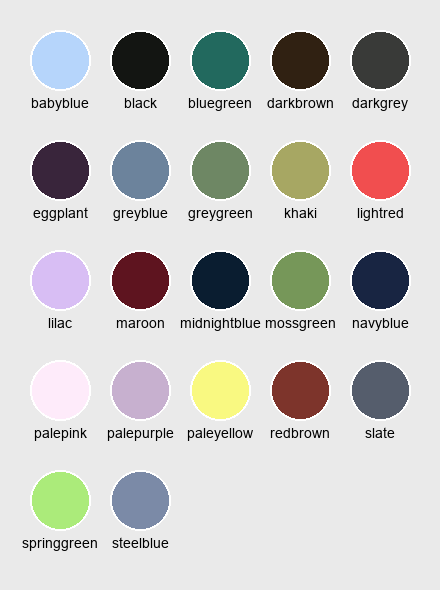 babyblue black bluegreen darkbrown darkgrey
eggplant greyblue greygreen khaki lightred
lilac maroon midnightblue mossgreen navyblue
palepink palepurple paleyellow redbrown slate
springgreen steelblue